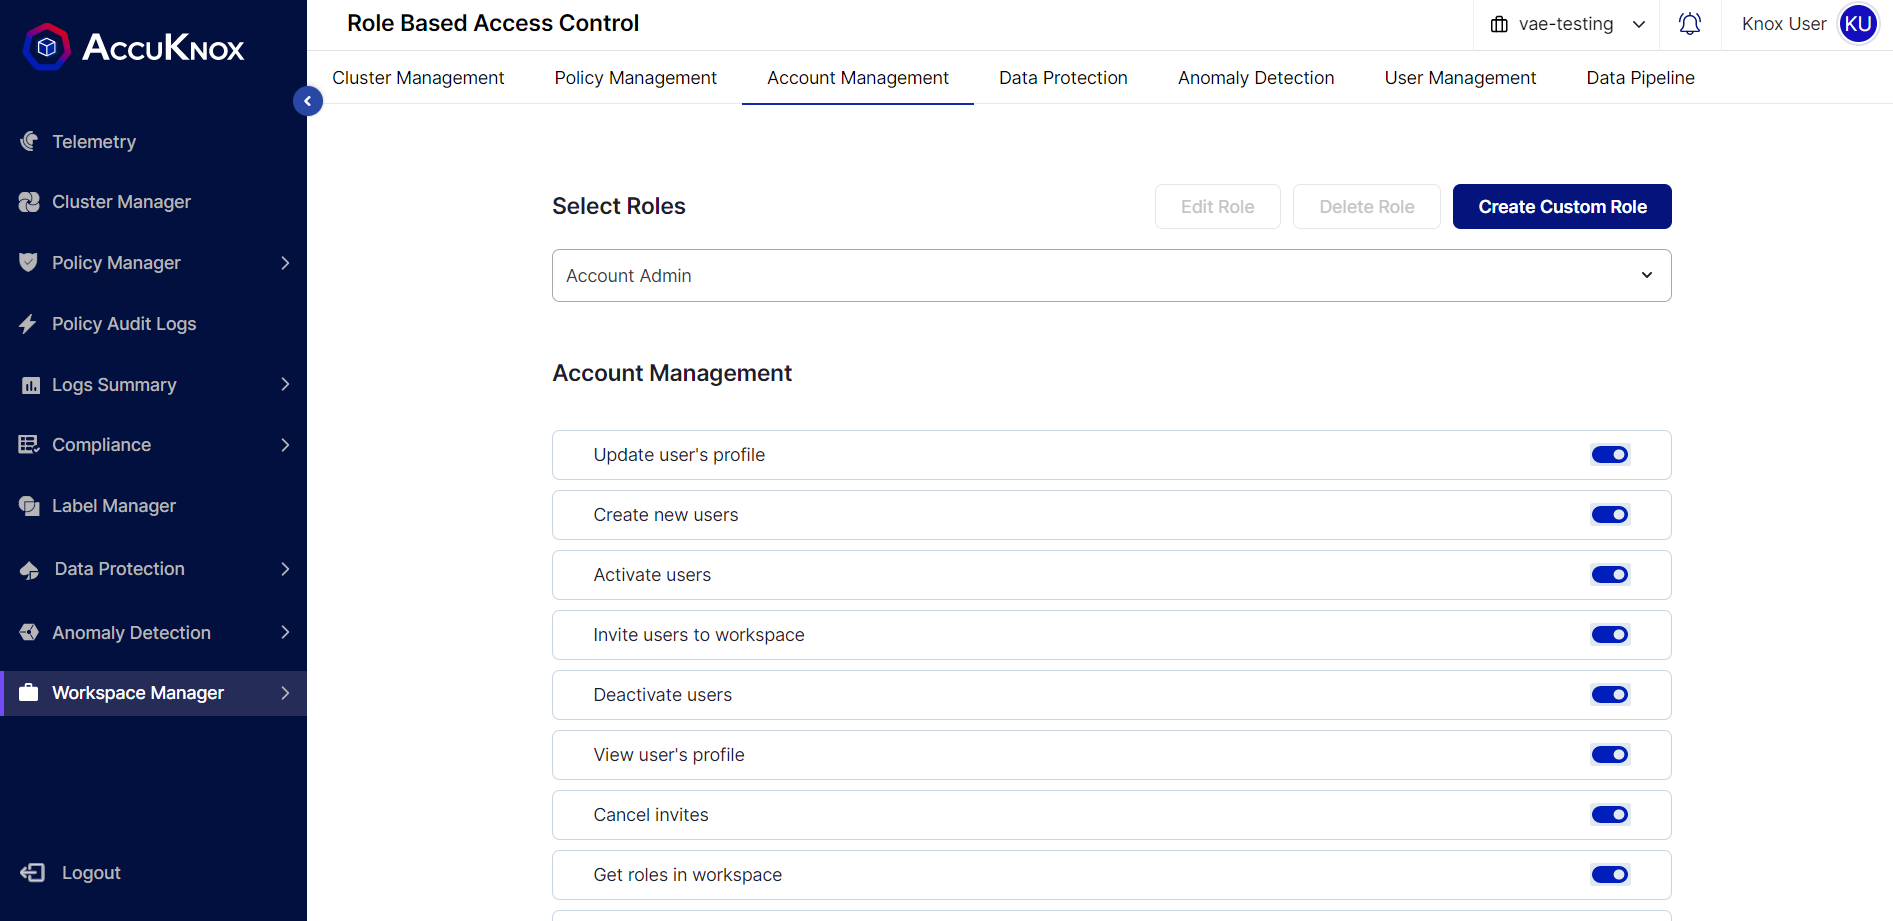 ACCUKNOX
Telemetry
Cluster Manager
Policy Manager
Policy Audit Logs
Logs Summary
Compliance
Label Manager
Data Protection
Anomaly Detection
Workspace Manager
Logout
Role Based Access Control
vae-testing
Knox User
KU
Cluster Management
Policy Management
Account Management
Data Protection
Anomaly Detection
User Management
Data Pipeline
Select Roles
Edit Role
Delete Role
Create Custom Role
Account Admin
Account Management
Update user's profile
Create new users
Activate users
Invite users to workspace
Deactivate users
View user's profile
Cancel invites
Get roles in workspace